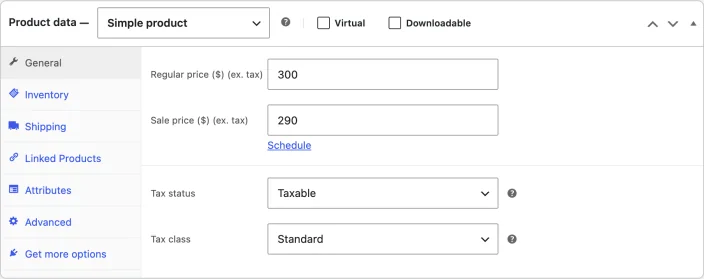 Product data — Simple product ? Virtual Downloadable
General
Inventory
Shipping
Linked Products
Attributes
Advanced
Get more options
Regular price ($) (ex. tax) 300
Sale price ($) (ex. tax) 290
Schedule
Tax status Taxable ?
Tax class Standard ?